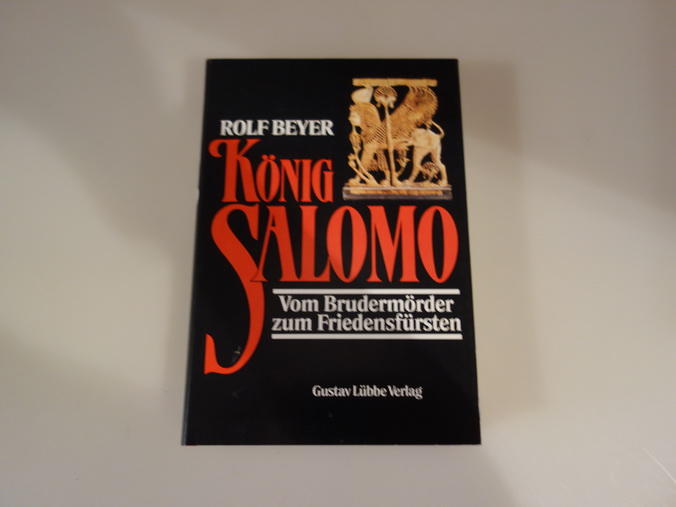 ROLF BEYER
KÖNIG
SALOMO
Vom Brudermörder
zum Friedensfürsten
Gustav Lübbe Verlag